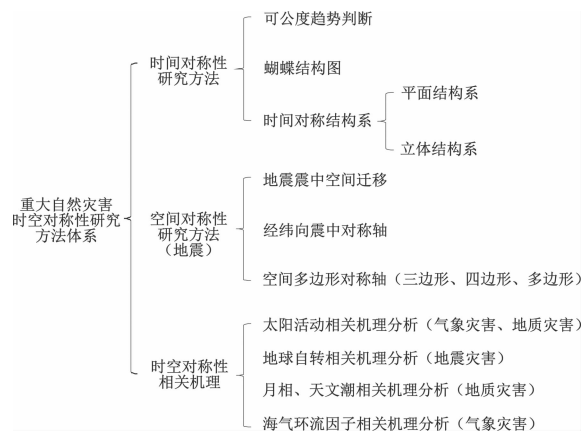 重大自然灾害
时空对称性研究
方法体系
时间对称性
研究方法
可公度趋势判断
蝴蝶结构图
时间对称结构系
平面结构系
立体结构系
空间对称性
研究方法
（地震）
地震震中空间迁移
经纬向震中对称轴
空间多边形对称轴（三边形、四边形、多边形）
时空对称性
相关机理
太阳活动相关机理分析（气象灾害、地质灾害）
地球自转相关机理分析（地震灾害）
月相、天文潮相关机理分析（地质灾害）
海气环流因子相关机理分析（气象灾害）